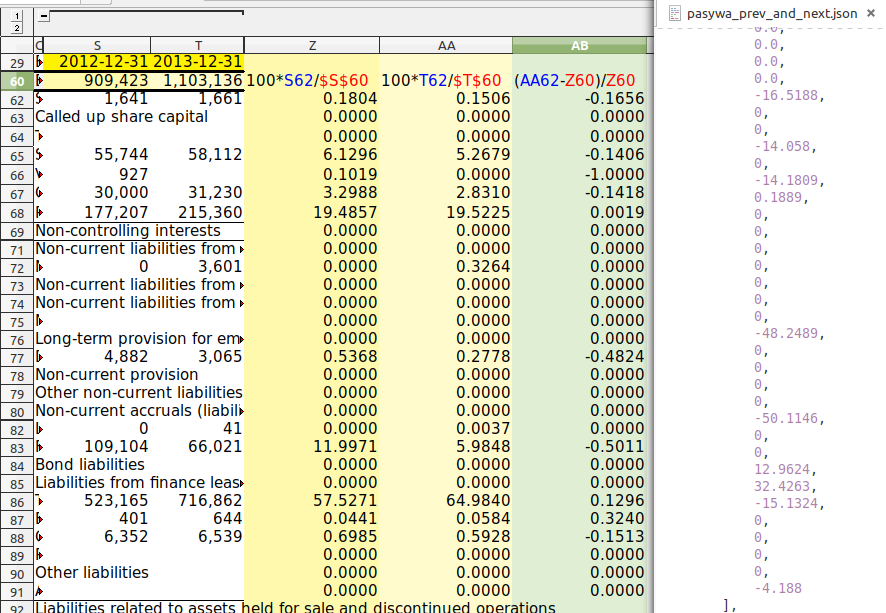 1
2
pasywa_prev_and_next.json ×
C S T Z AA AB
29 2012-12-31 2013-12-31
60 909,423 1,103,136 100*S62/$S$60 100*T62/$T$60 (AA62-Z60)/Z60
62 1,641 1,661 0.1804 0.1506 -0.1656
63 Called up share capital 0.0000 0.0000 0.0000
64 0.0000 0.0000 0.0000
65 55,744 58,112 6.1296 5.2679 -0.1406
66 927 0.1019 0.0000 -1.0000
67 30,000 31,230 3.2988 2.8310 -0.1418
68 177,207 215,360 19.4857 19.5225 0.0019
69 Non-controlling interests 0.0000 0.0000 0.0000
71 Non-current liabilities from 0.0000 0.0000 0.0000
72 0 3,601 0.0000 0.3264 0.0000
73 Non-current liabilities from 0.0000 0.0000 0.0000
74 Non-current liabilities from 0.0000 0.0000 0.0000
75 0.0000 0.0000 0.0000
76 Long-term provision for em 0.0000 0.0000 0.0000
77 4,882 3,065 0.5368 0.2778 -0.4824
78 Non-current provision 0.0000 0.0000 0.0000
79 Other non-current liabilities 0.0000 0.0000 0.0000
80 Non-current accruals (liabil 0.0000 0.0000 0.0000
82 0 41 0.0000 0.0037 0.0000
83 109,104 66,021 11.9971 5.9848 -0.5011
84 Bond liabilities 0.0000 0.0000 0.0000
85 Liabilities from finance leas 0.0000 0.0000 0.0000
86 523,165 716,862 57.5271 64.9840 0.1296
87 401 644 0.0441 0.0584 0.3240
88 6,352 6,539 0.6985 0.5928 -0.1513
89 0.0000 0.0000 0.0000
90 Other liabilities 0.0000 0.0000 0.0000
91 0.0000 0.0000 0.0000
92 Liabilities related to assets held for sale and discontinued operations
0.0,
0.0,
0.0,
0.0,
-16.5188,
0,
0,
-14.058,
0,
-14.1809,
0.1889,
0,
0,
0,
0,
0,
0,
0,
-48.2489,
0,
0,
0,
0,
-50.1146,
0,
0,
12.9624,
32.4263,
-15.1324,
0,
0,
0,
0,
-4.188
],